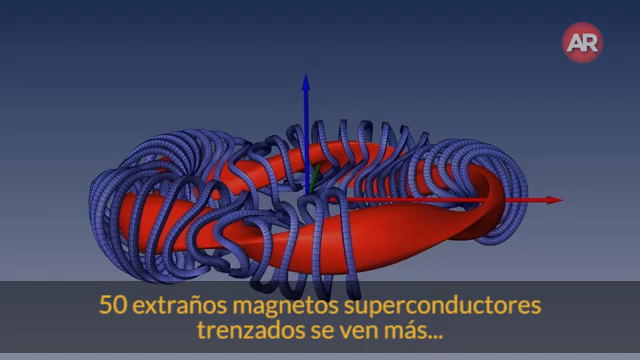 AR
50 extraños magnetos superconductores
trenzados se ven más...